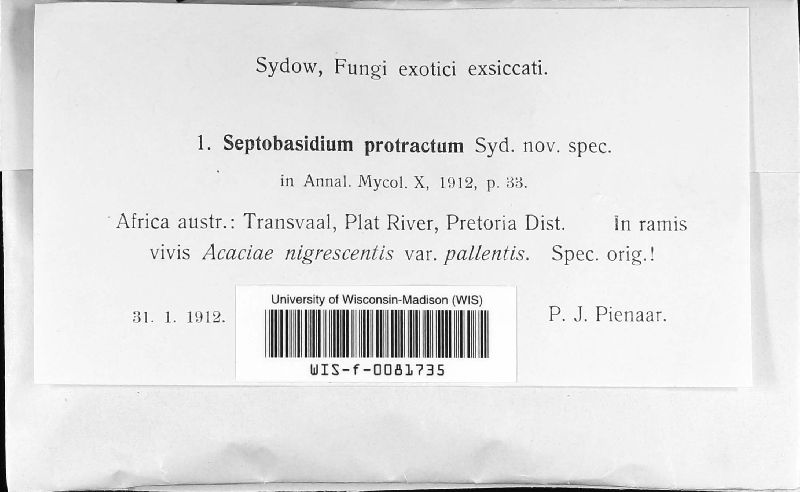 Sydow, Fungi exotici exsiccati.
1. Septobasidium protractum Syd. nov. spec.
in Annal. Mycol. X, 1912, p. 33.
Africa austr.: Transvaal, Plat River, Pretoria Dist. In ramis
vivis Acaciae nigrescentis var. pallentis. Spec. orig.!
31. 1. 1912. P. J. Pienaar.
University of Wisconsin-Madison (WIS)
WIS-f-0081735